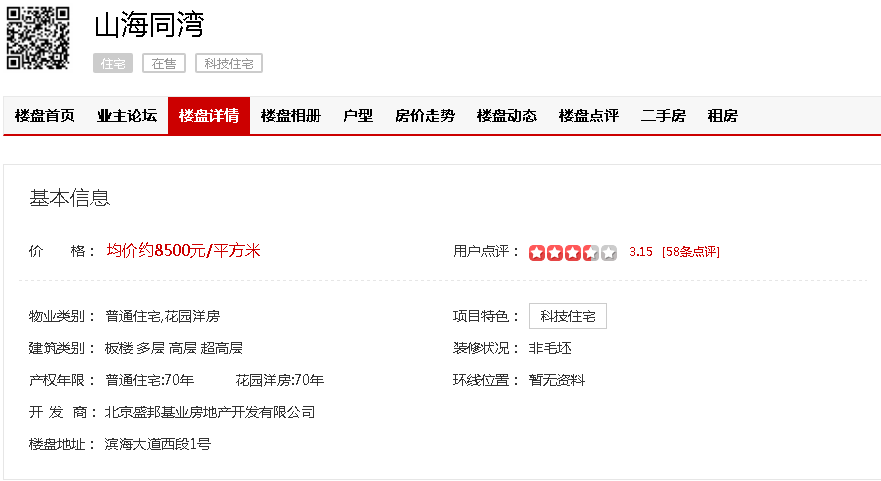 山海同湾
住宅 在售 科技住宅
楼盘首页 业主论坛 楼盘详情 楼盘相册 户型 房价走势 楼盘动态 楼盘点评 二手房 租房
基本信息
价 格： 均价约8500元/平方米 用户点评： 3.15 [58条点评]
物业类别： 普通住宅,花园洋房 项目特色： 科技住宅
建筑类别： 板楼 多层 高层 超高层 装修状况： 非毛坯
产权年限： 普通住宅:70年 花园洋房:70年 环线位置： 暂无资料
开 发 商： 北京盛邦基业房地产开发有限公司
楼盘地址： 滨海大道西段1号